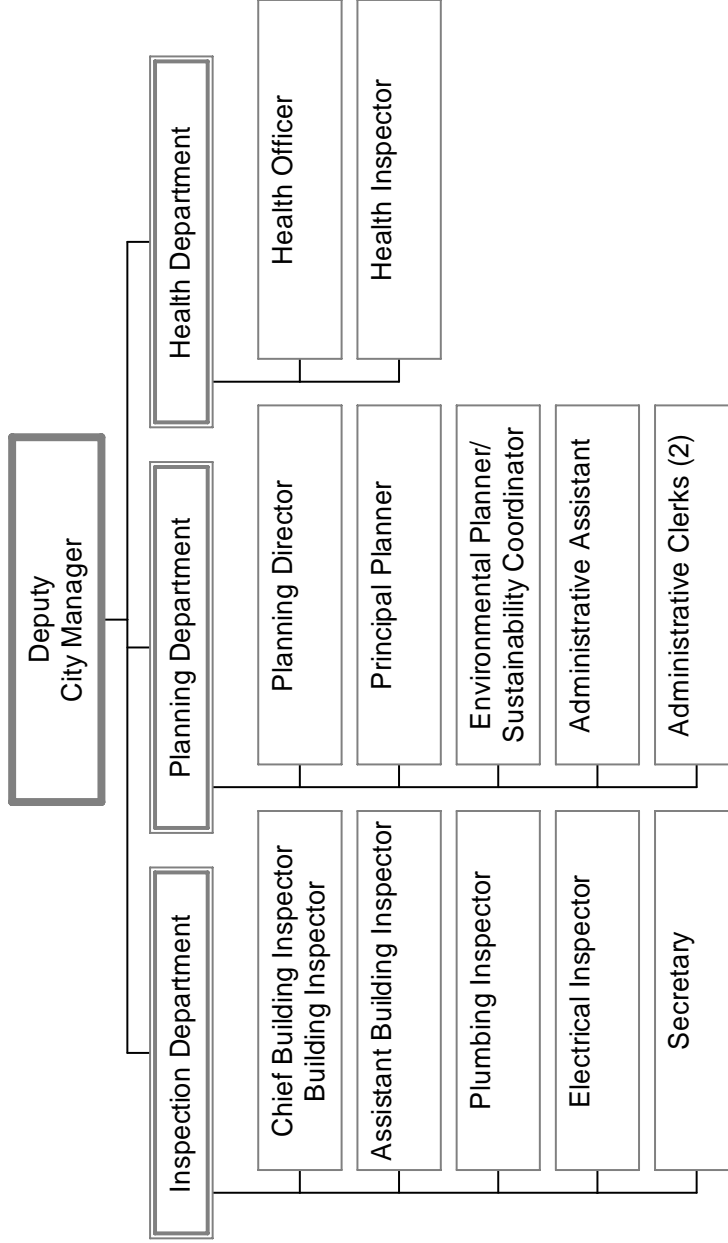 Deputy
City Manager
Inspection Department
Chief Building Inspector
Building Inspector
Assistant Building Inspector
Plumbing Inspector
Electrical Inspector
Secretary
Planning Department
Planning Director
Principal Planner
Environmental Planner/
Sustainability Coordinator
Administrative Assistant
Administrative Clerks (2)
Health Department
Health Officer
Health Inspector